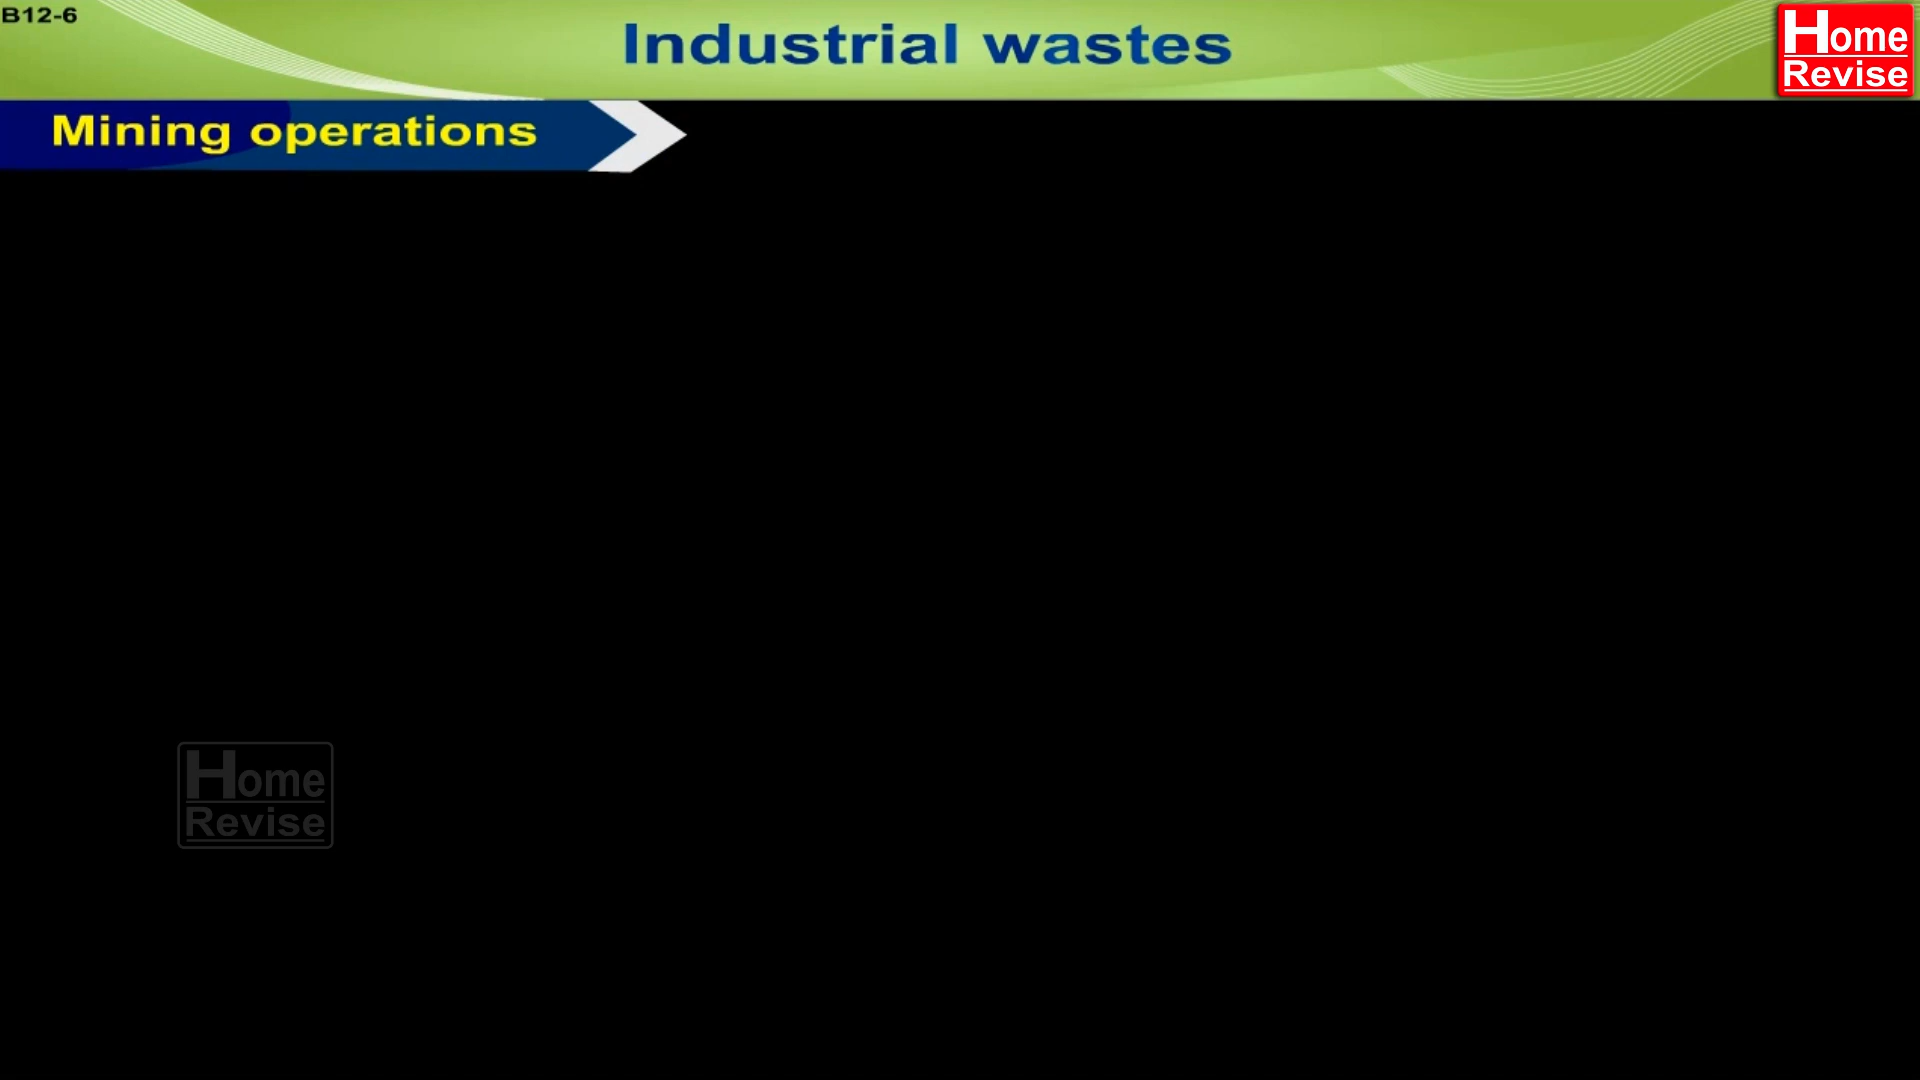 B12-6
Industrial wastes
Home
Revise
Mining operations
Home
Revise